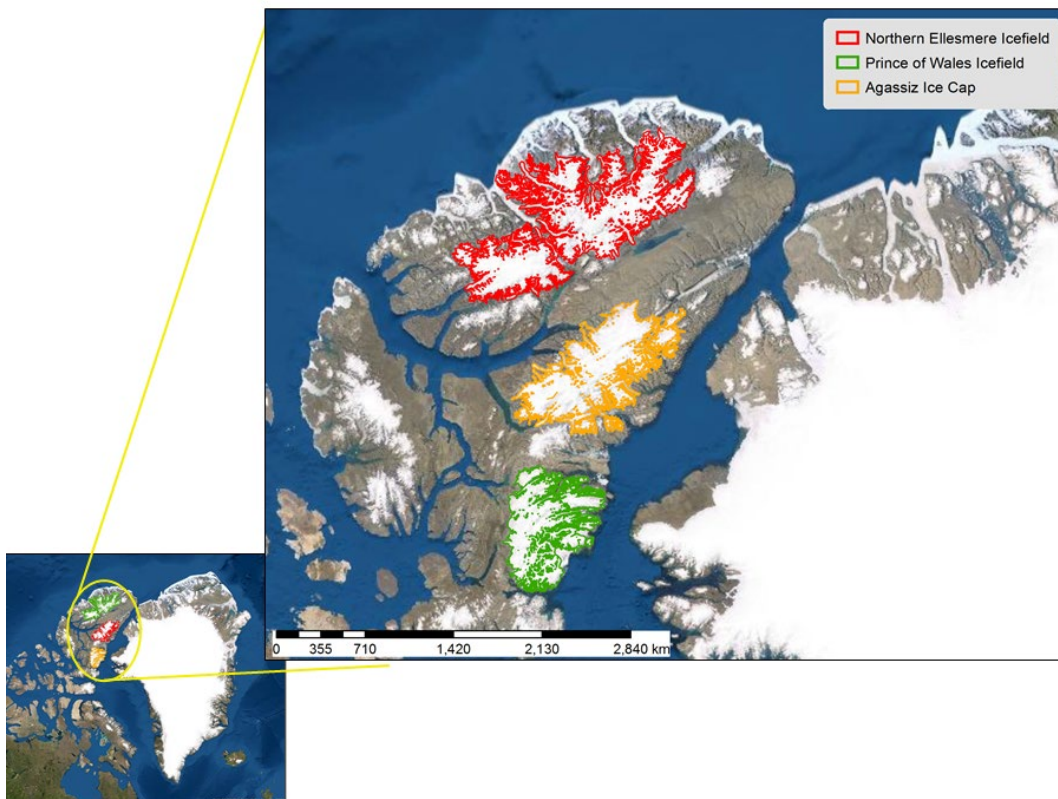 Northern Ellesmere Icefield
Prince of Wales Icefield
Agassiz Ice Cap
0 355 710 1,420 2,130 2,840 km